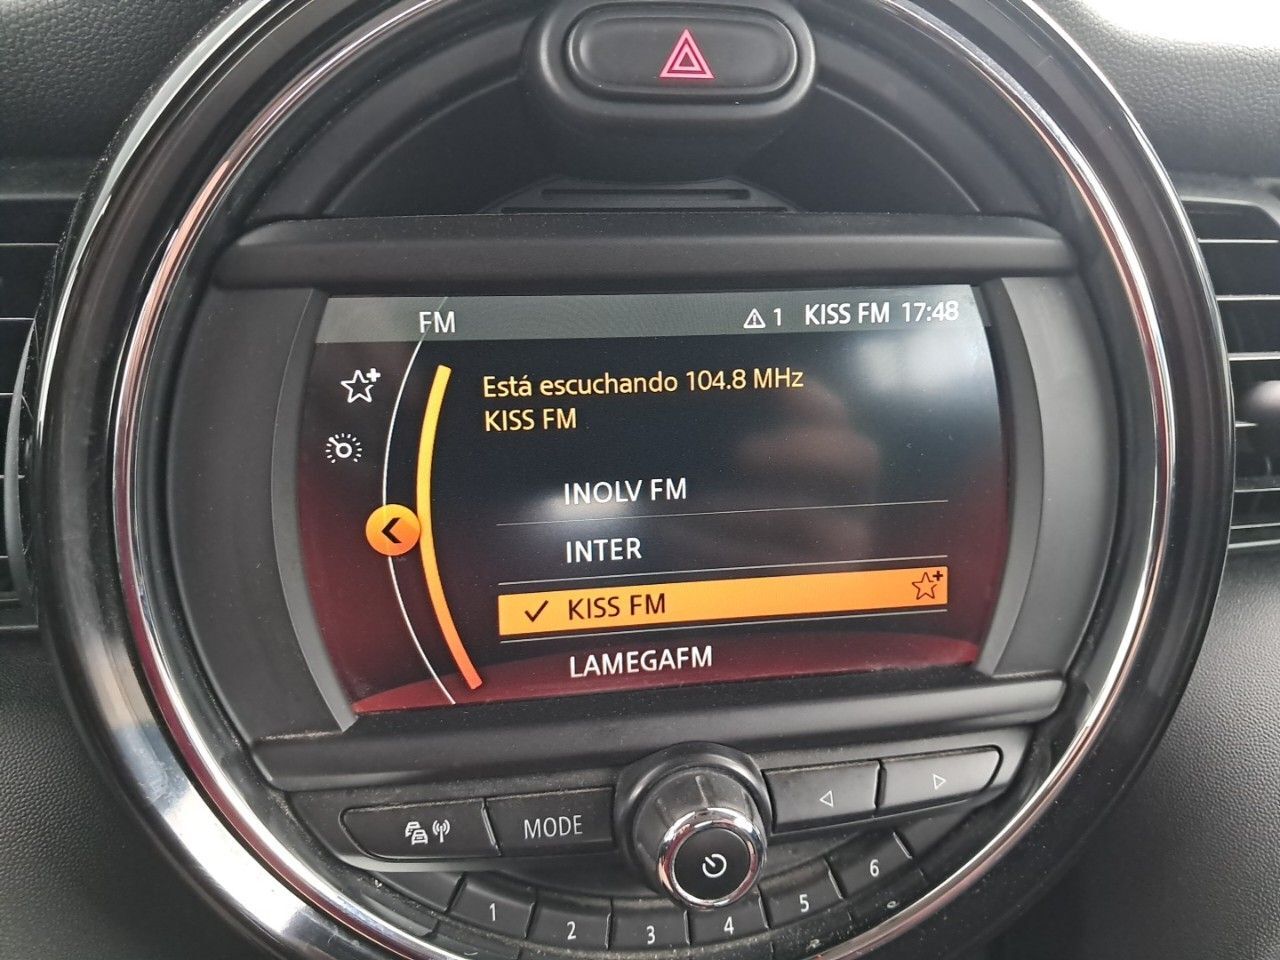 FM
1 KISS FM 17:48
Está escuchando 104.8 MHz
KISS FM
INOLV FM
INTER
KISS FM
LAMEGAFM
MODE
1 2 3 4 5 6